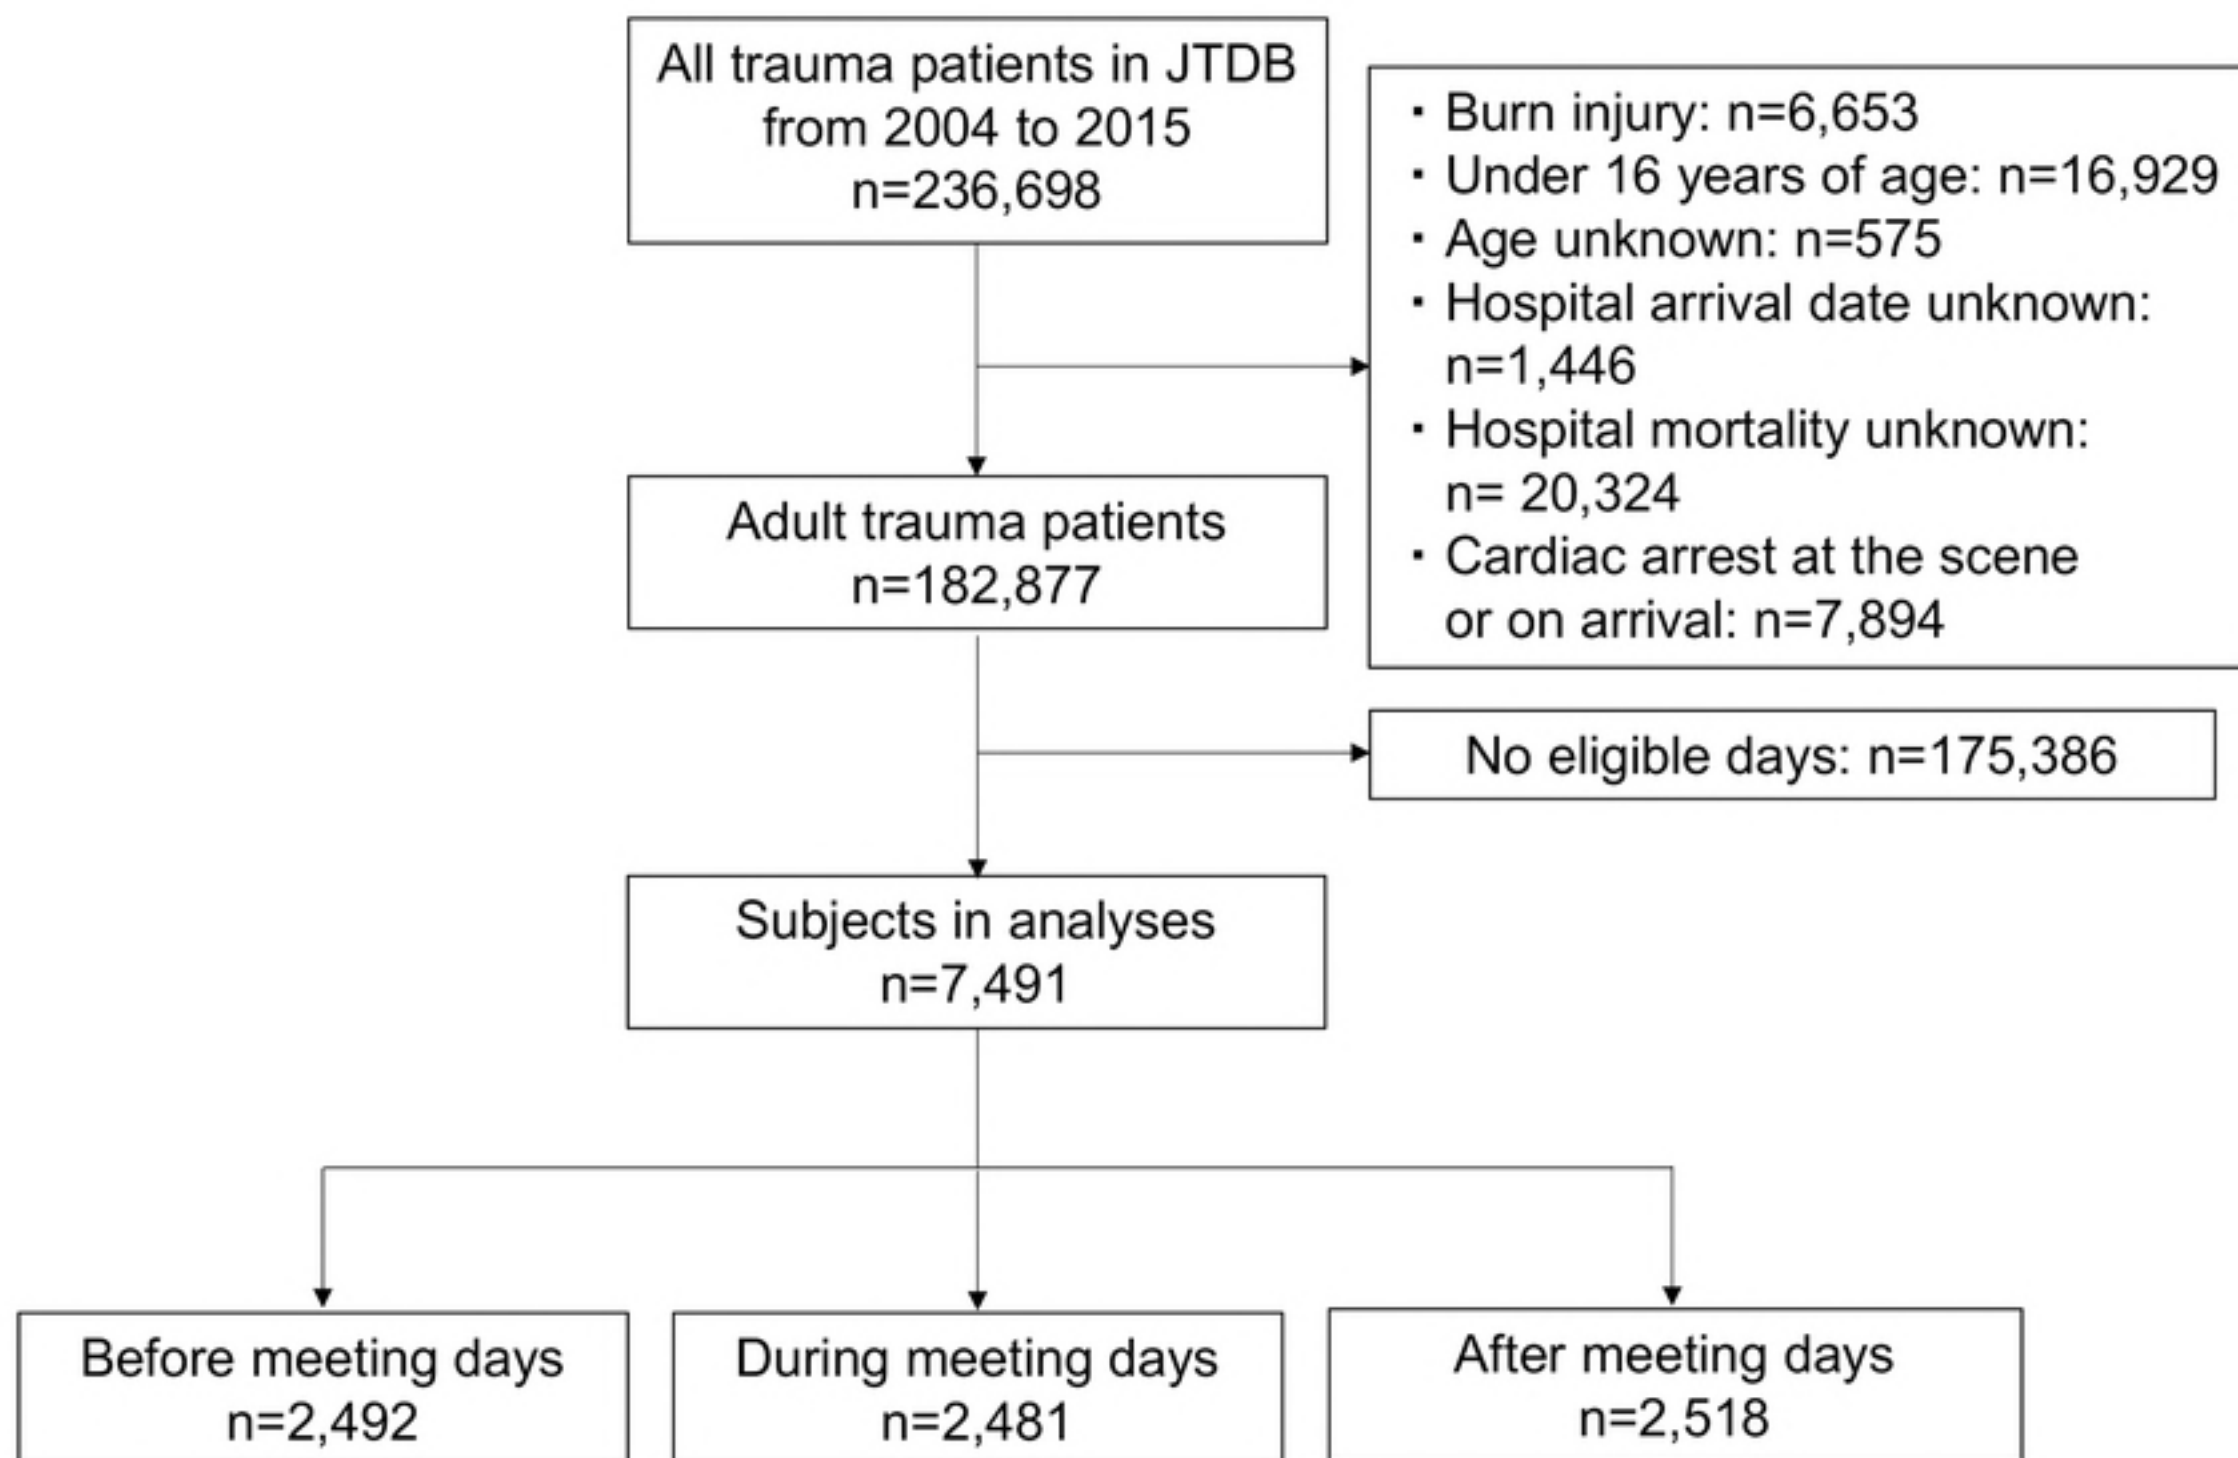 All trauma patients in JTDB
from 2004 to 2015
n=236,698
・Burn injury: n=6,653
・Under 16 years of age: n=16,929
・Age unknown: n=575
・Hospital arrival date unknown:
n=1,446
・Hospital mortality unknown:
n= 20,324
・Cardiac arrest at the scene
or on arrival: n=7,894
Adult trauma patients
n=182,877
No eligible days: n=175,386
Subjects in analyses
n=7,491
Before meeting days
n=2,492
During meeting days
n=2,481
After meeting days
n=2,518